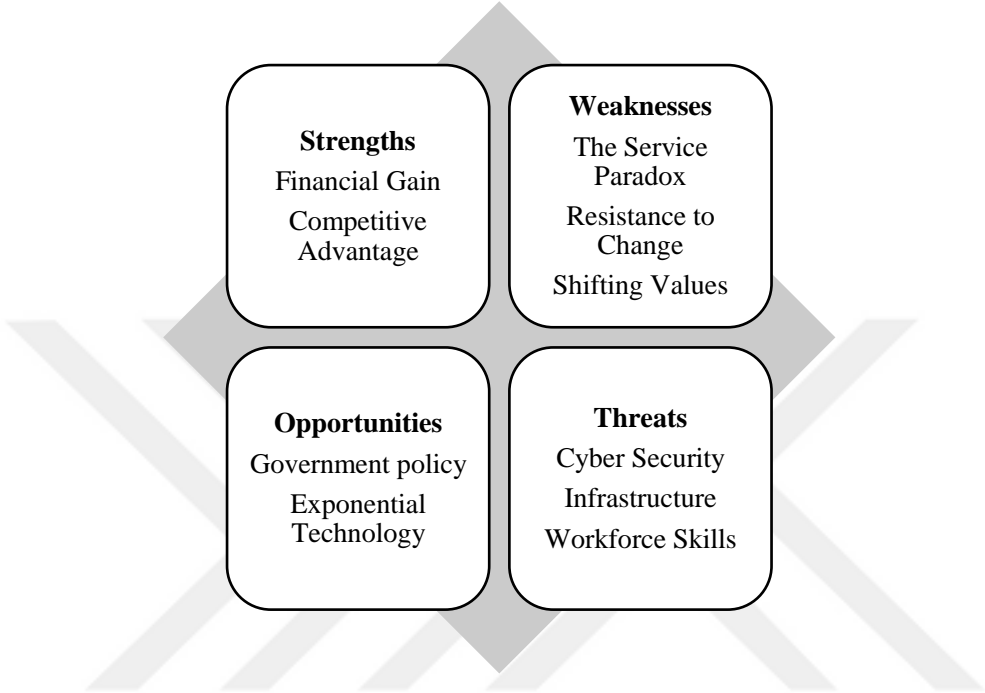 Strengths
Financial Gain
Competitive
Advantage
Weaknesses
The Service
Paradox
Resistance to
Change
Shifting Values
Opportunities
Government policy
Exponential
Technology
Threats
Cyber Security
Infrastructure
Workforce Skills